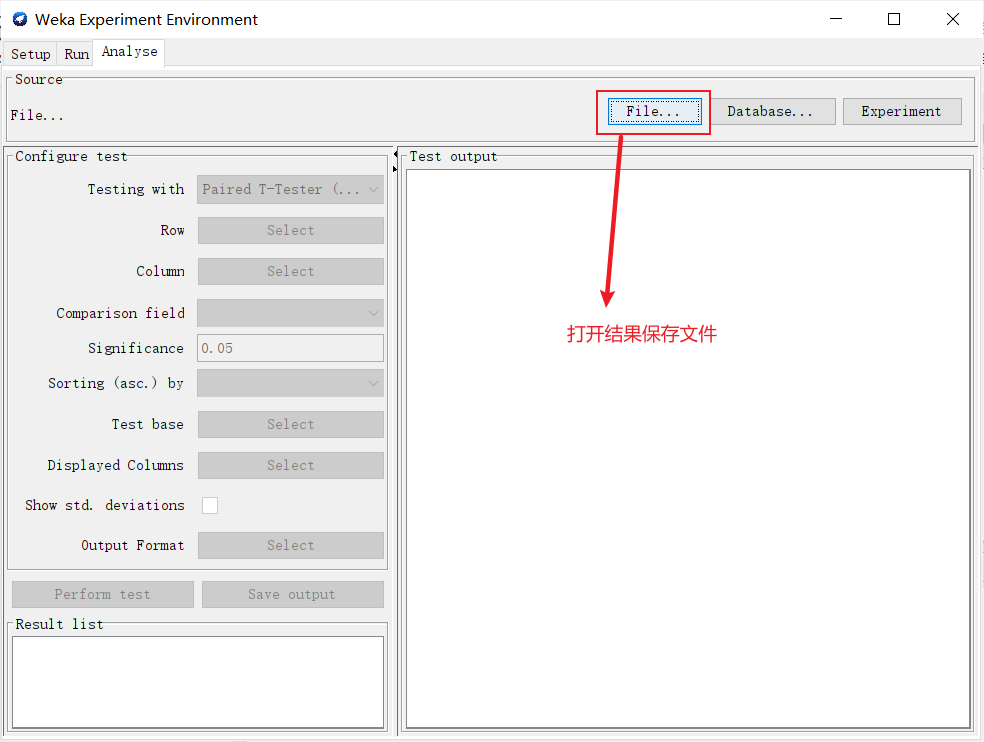 Weka Experiment Environment
Setup Run Analyse
Source
File...
File... Database... Experiment
Configure test
Testing with Paired T-Tester (...
Row Select
Column Select
Comparison field
Significance 0.05
Sorting (asc.) by
Test base Select
Displayed Columns Select
Show std. deviations
Output Format Select
Perform test Save output
Result list
Test output
打开结果保存文件